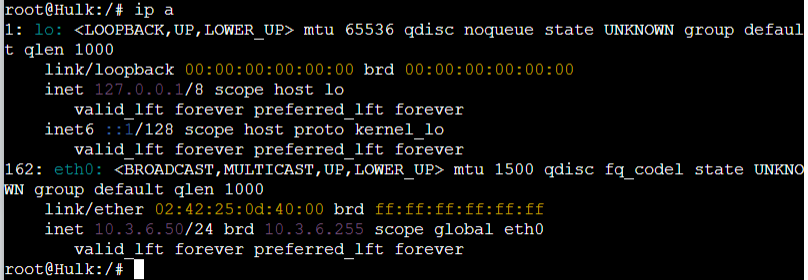 root@Hulk:/# ip a
1: lo: <LOOPBACK,UP,LOWER_UP> mtu 65536 qdisc noqueue state UNKNOWN group defaul
t qlen 1000
    link/loopback 00:00:00:00:00:00 brd 00:00:00:00:00:00
    inet 127.0.0.1/8 scope host lo
       valid_lft forever preferred_lft forever
    inet6 ::1/128 scope host proto kernel_lo
       valid_lft forever preferred_lft forever
162: eth0: <BROADCAST,MULTICAST,UP,LOWER_UP> mtu 1500 qdisc fq_codel state UNKNO
WN group default qlen 1000
    link/ether 02:42:25:0d:40:00 brd ff:ff:ff:ff:ff:ff
    inet 10.3.6.50/24 brd 10.3.6.255 scope global eth0
       valid_lft forever preferred_lft forever
root@Hulk:/#